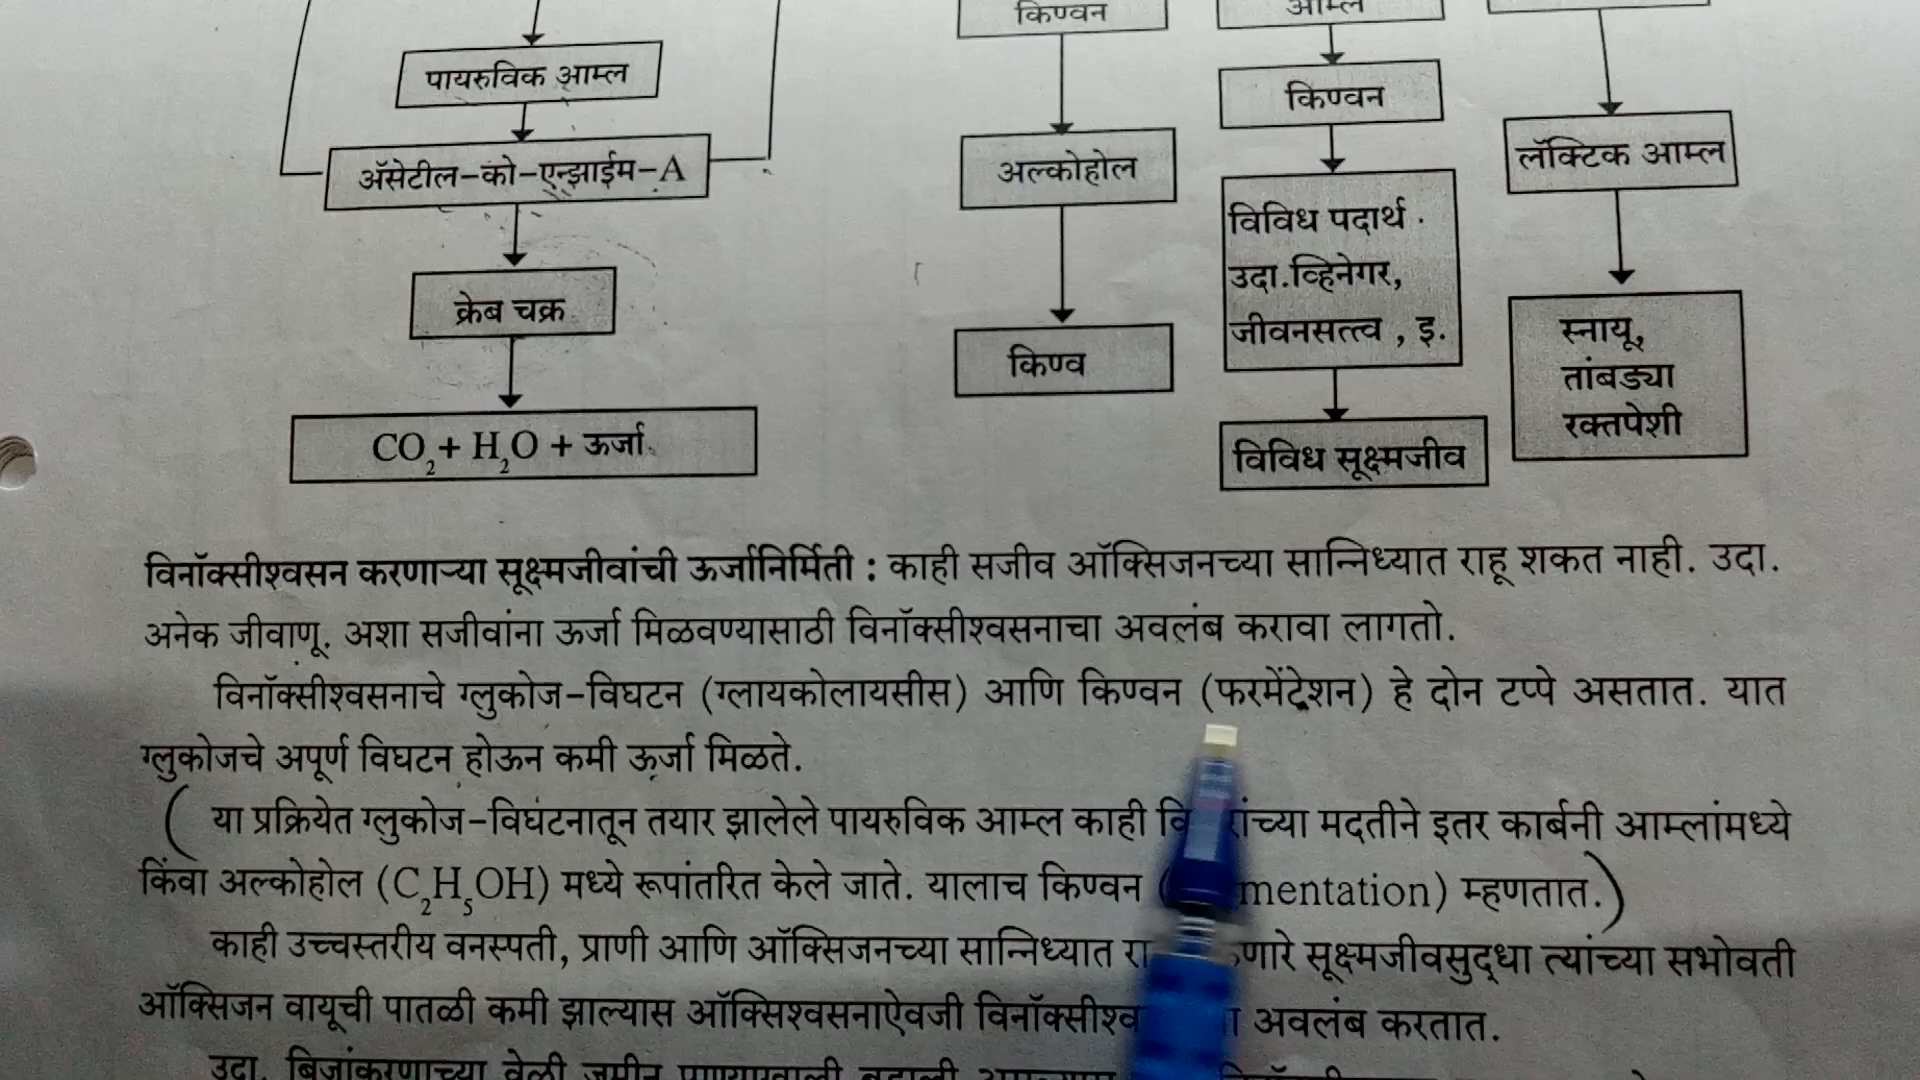 किण्वन
आम्ल
पायरुविक आम्ल
किण्वन
ॲसेटील-को-एन्झाईम-A
अल्कोहोल
लॅक्टिक आम्ल
विविध पदार्थ
उदा.व्हिनेगर,
जीवनसत्त्व , इ.
क्रेब चक्र
किण्व
स्नायू,
तांबड्या
रक्तपेशी
CO₂+ H₂O + ऊर्जा
विविध सूक्ष्मजीव
विनॉक्सीश्वसन करणाऱ्या सूक्ष्मजीवांची ऊर्जानिर्मिती : काही सजीव ऑक्सिजनच्या सान्निध्यात राहू शकत नाही. उदा.
अनेक जीवाणू. अशा सजीवांना ऊर्जा मिळवण्यासाठी विनॉक्सीश्वसनाचा अवलंब करावा लागतो.
विनॉक्सीश्वसनाचे ग्लुकोज-विघटन (ग्लायकोलायसीस) आणि किण्वन (फरमेंटेशन) हे दोन टप्पे असतात. यात
ग्लुकोजचे अपूर्ण विघटन होऊन कमी ऊर्जा मिळते.
( या प्रक्रियेत ग्लुकोज-विघटनातून तयार झालेले पायरुविक आम्ल काही मदतीने इतर कार्बनी आम्लांमध्ये
किंवा अल्कोहोल (C₂H₅OH) मध्ये रूपांतरित केले जाते. यालाच किण्वन ( mentation) म्हणतात.)
काही उच्चस्तरीय वनस्पती, प्राणी आणि ऑक्सिजनच्या सान्निध्यात सूक्ष्मजीवसुद्धा त्यांच्या सभोवती
ऑक्सिजन वायूची पातळी कमी झाल्यास ऑक्सिश्वसनाऐवजी अवलंब करतात.
उदा. बिजांकुरणाच्या वेळी जमीन